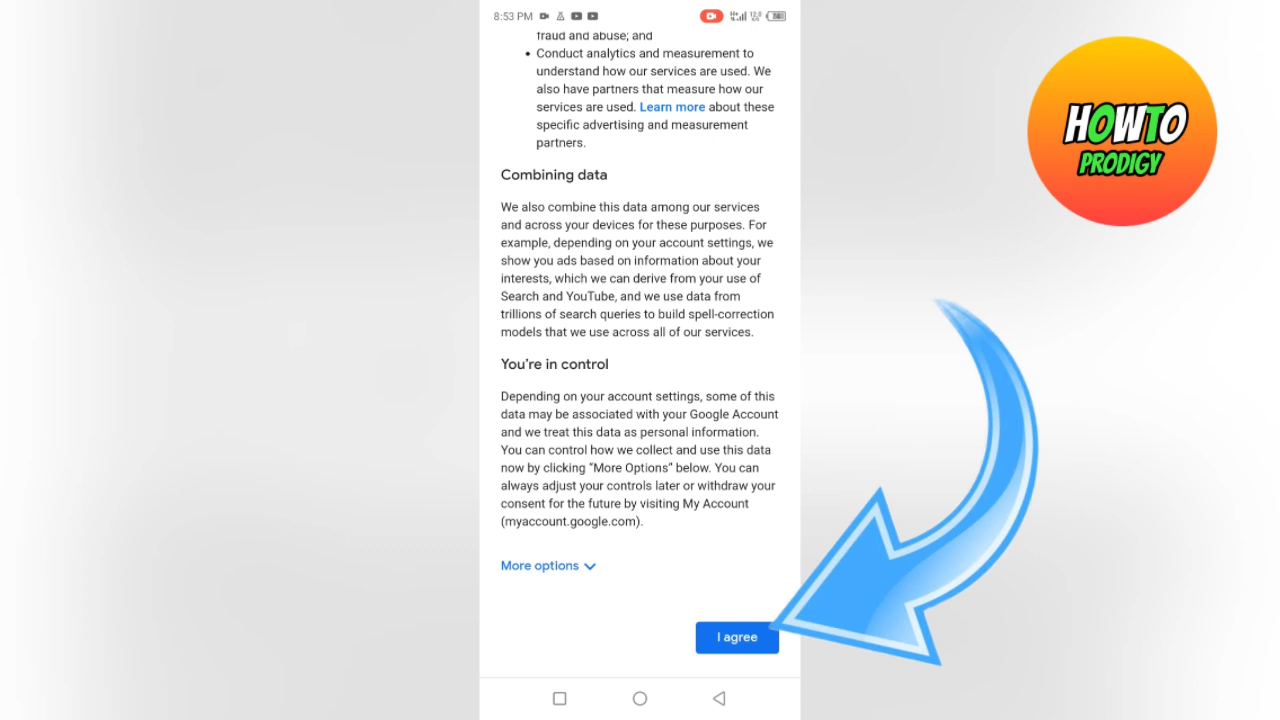 8:53 PM
fraud and abuse; and
• Conduct analytics and measurement to
understand how our services are used. We
also have partners that measure how our
services are used. Learn more about these
specific advertising and measurement
partners.
Combining data
We also combine this data among our services
and across your devices for these purposes. For
example, depending on your account settings, we
show you ads based on information about your
interests, which we can derive from your use of
Search and YouTube, and we use data from
trillions of search queries to build spell-correction
models that we use across all of our services.
You're in control
Depending on your account settings, some of this
data may be associated with your Google Account
and we treat this data as personal information.
You can control how we collect and use this data
now by clicking “More Options” below. You can
always adjust your controls later or withdraw your
consent for the future by visiting My Account
(myaccount.google.com).
More options
I agree
HOWTO
PRODIGY